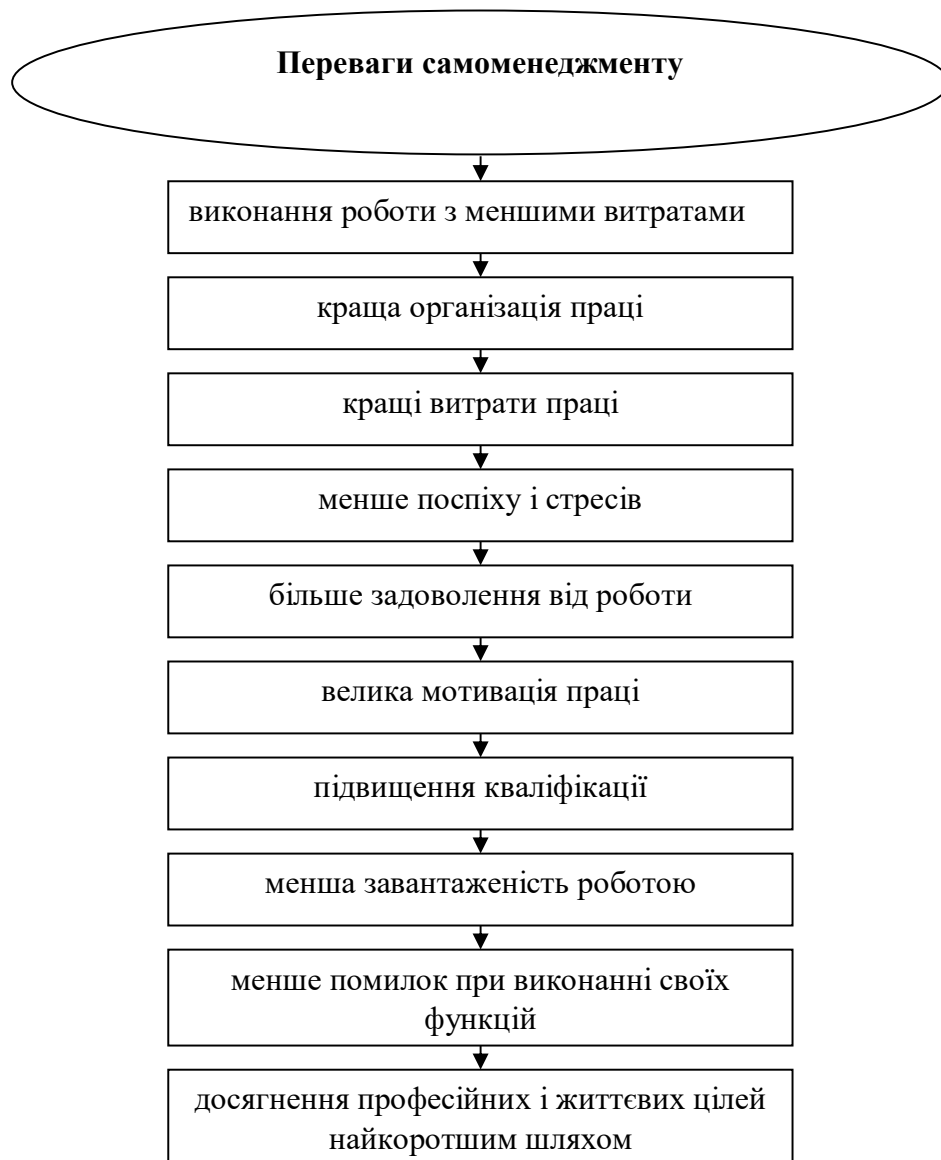 Переваги самоменеджменту
виконання роботи з меншими витратами
краща організація праці
кращі витрати праці
менше поспіху і стресів
більше задоволення від роботи
велика мотивація праці
підвищення кваліфікації
менша завантаженість роботою
менше помилок при виконанні своїх
функцій
досягнення професійних і життєвих цілей
найкоротшим шляхом